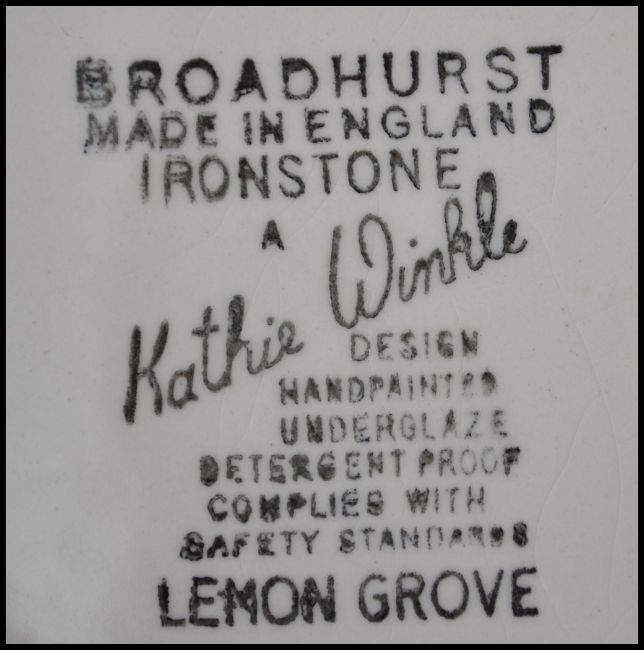 BROADHURST
MADE IN ENGLAND
IRONSTONE
A
Kathie Winkle
DESIGN
HANDPAINTED
UNDERGLAZE
DETERGENT PROOF
COMPLIES WITH
SAFETY STANDARDS
LEMON GROVE